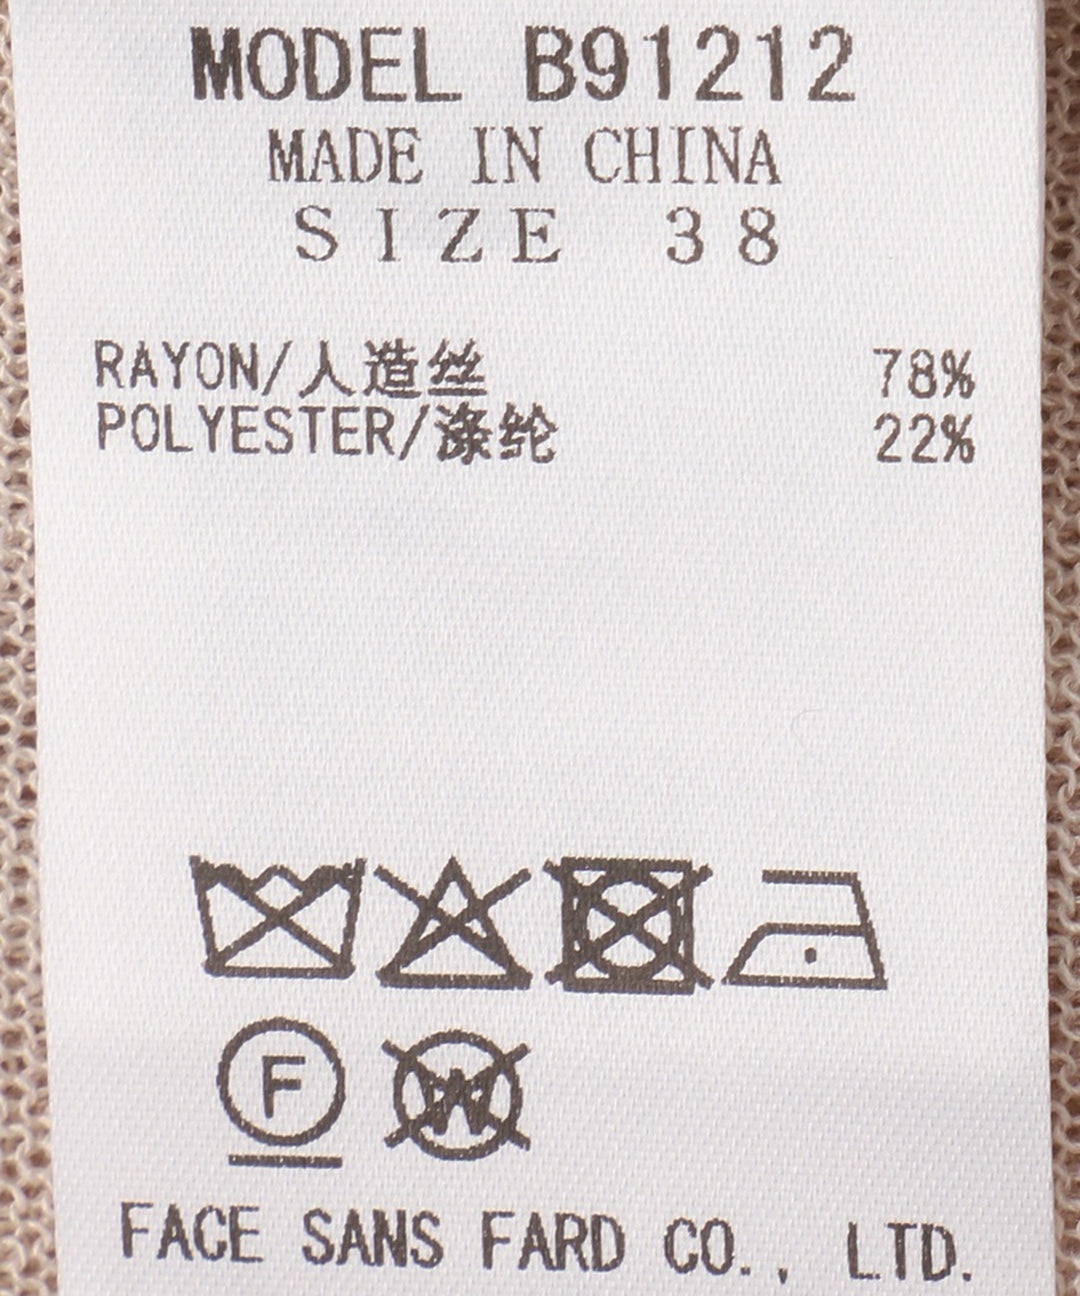 MODEL B91212
MADE IN CHINA
SIZE 38
RAYON/人造丝 78%
POLYESTER/涤纶 22%
F W
FACE SANS FARD CO., LTD.